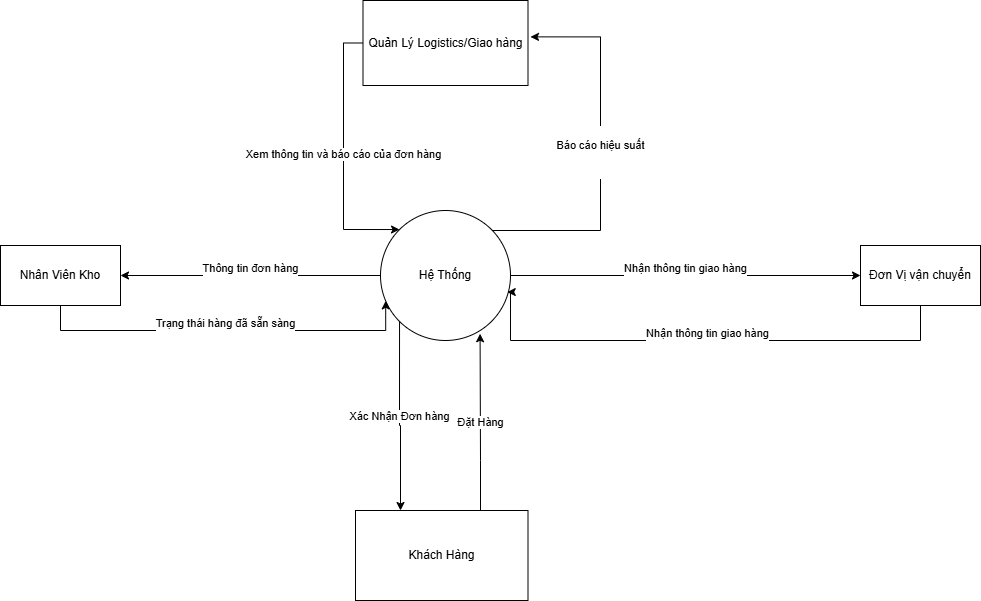 Quản Lý Logistics/Giao hàng
Báo cáo hiệu suất
Xem thông tin và báo cáo của đơn hàng
Nhân Viên Kho
Thông tin đơn hàng
Hệ Thống
Nhận thông tin giao hàng
Đơn Vị vận chuyển
Trạng thái hàng đã sẵn sàng
Nhận thông tin giao hàng
Xác Nhận Đơn hàng
Đặt Hàng
Khách Hàng